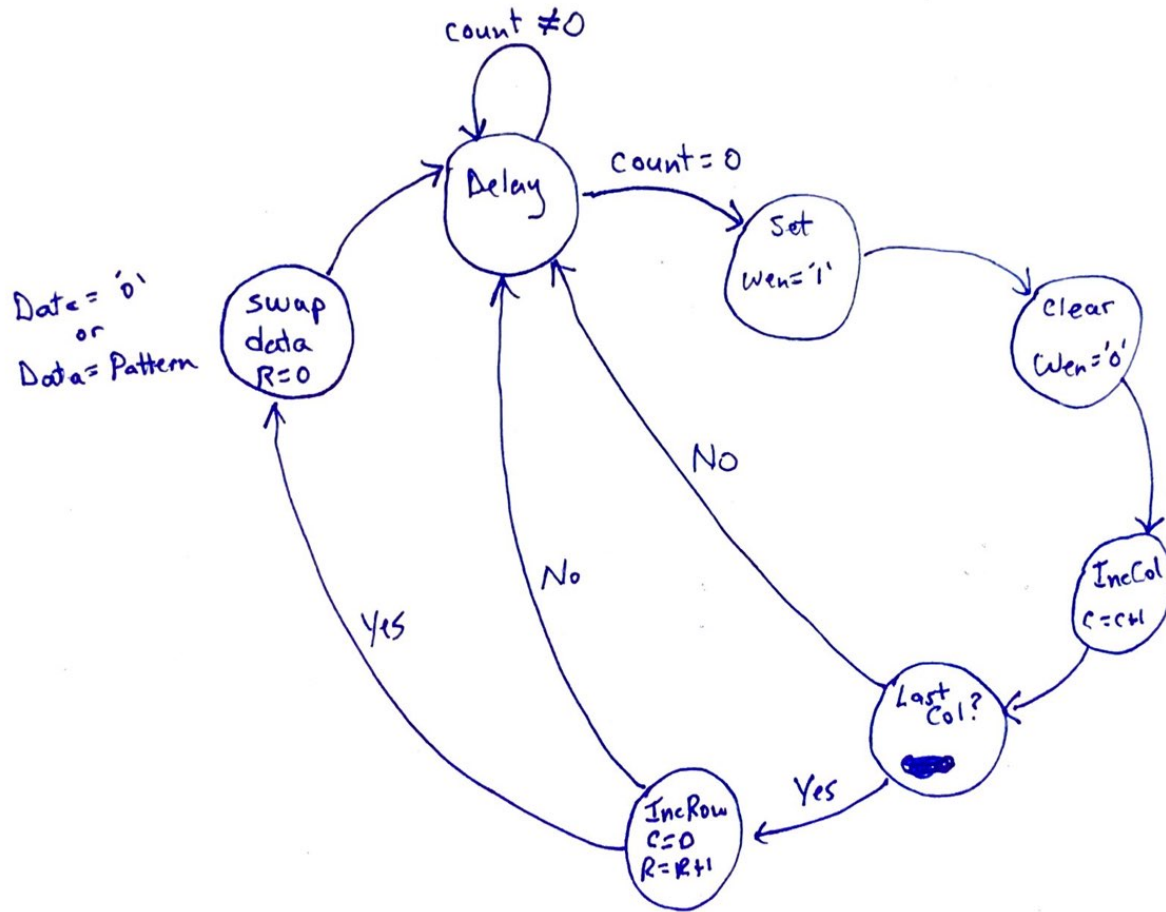 count ≠0
Delay
count = 0
Set
Wen='1'
Clear
Wen='0'
IncCol
C=C+1
Last
Col?
Yes
No
IncRow
C=0
R=R+1
No
Yes
swap
data
R=0
Data = '0'
or
Data = Pattern